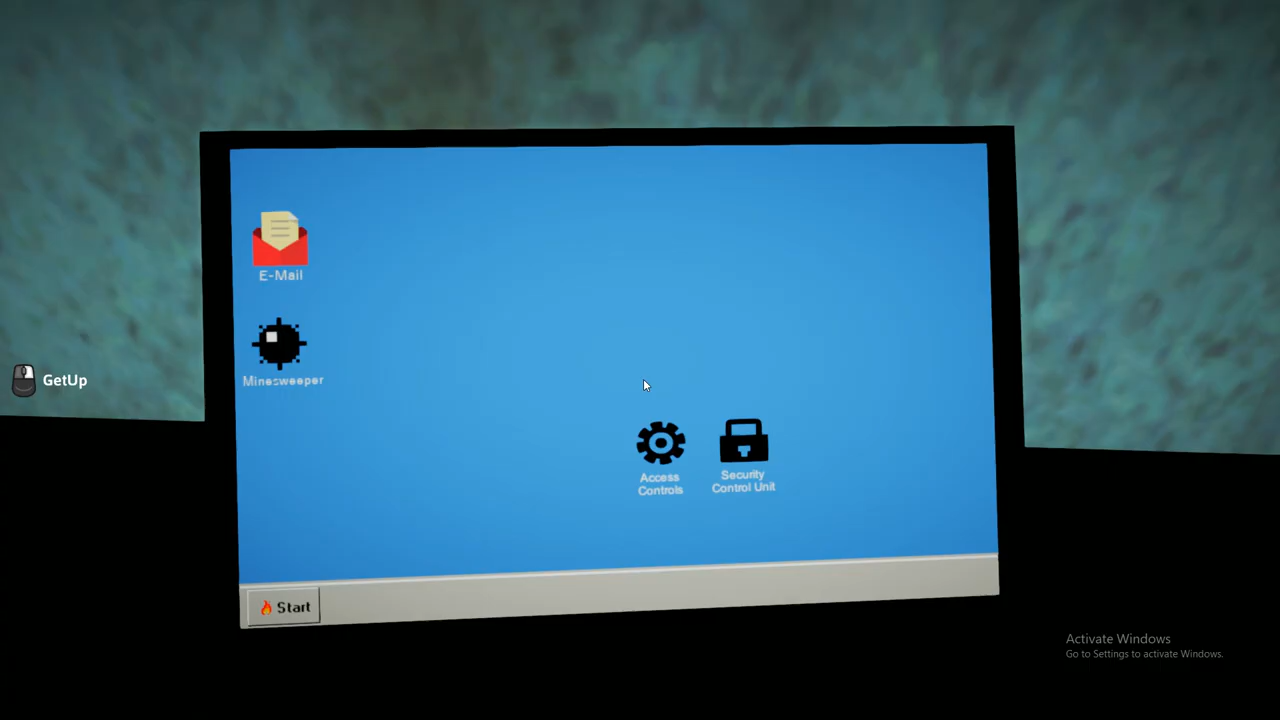 E-Mail
Minesweeper
GetUp
Access
Controls
Security
Control Unit
Start
Activate Windows
Go to Settings to activate Windows.